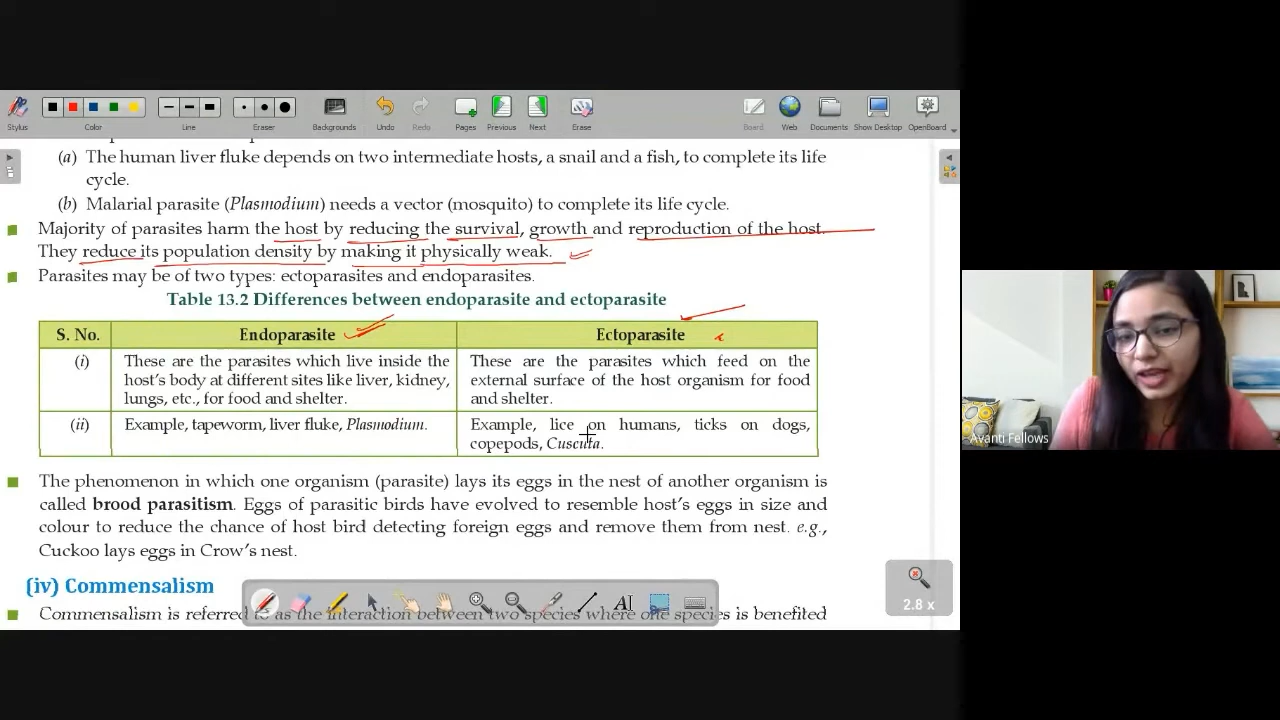 Stylus Color Line Eraser Backgrounds Undo Redo Pages Previous Next Erase Board Web Documents Show Desktop OpenBoard
(a) The human liver fluke depends on two intermediate hosts, a snail and a fish, to complete its life
cycle.
(b) Malarial parasite (Plasmodium) needs a vector (mosquito) to complete its life cycle.
Majority of parasites harm the host by reducing the survival, growth and reproduction of the host.
They reduce its population density by making it physically weak.
Parasites may be of two types: ectoparasites and endoparasites.
Table 13.2 Differences between endoparasite and ectoparasite
S. No. Endoparasite Ectoparasite
(i) These are the parasites which live inside the These are the parasites which feed on the
host's body at different sites like liver, kidney, external surface of the host organism for food
lungs, etc., for food and shelter. and shelter.
(ii) Example, tapeworm, liver fluke, Plasmodium. Example, lice on humans, ticks on dogs,
copepods, Cuscuta.
Avanti Fellows
The phenomenon in which one organism (parasite) lays its eggs in the nest of another organism is
called brood parasitism. Eggs of parasitic birds have evolved to resemble host's eggs in size and
colour to reduce the chance of host bird detecting foreign eggs and remove them from nest. e.g.,
Cuckoo lays eggs in Crow's nest.
(iv) Commensalism
2.8 x
Commensalism is referred to as the interaction between two species where one species is benefited